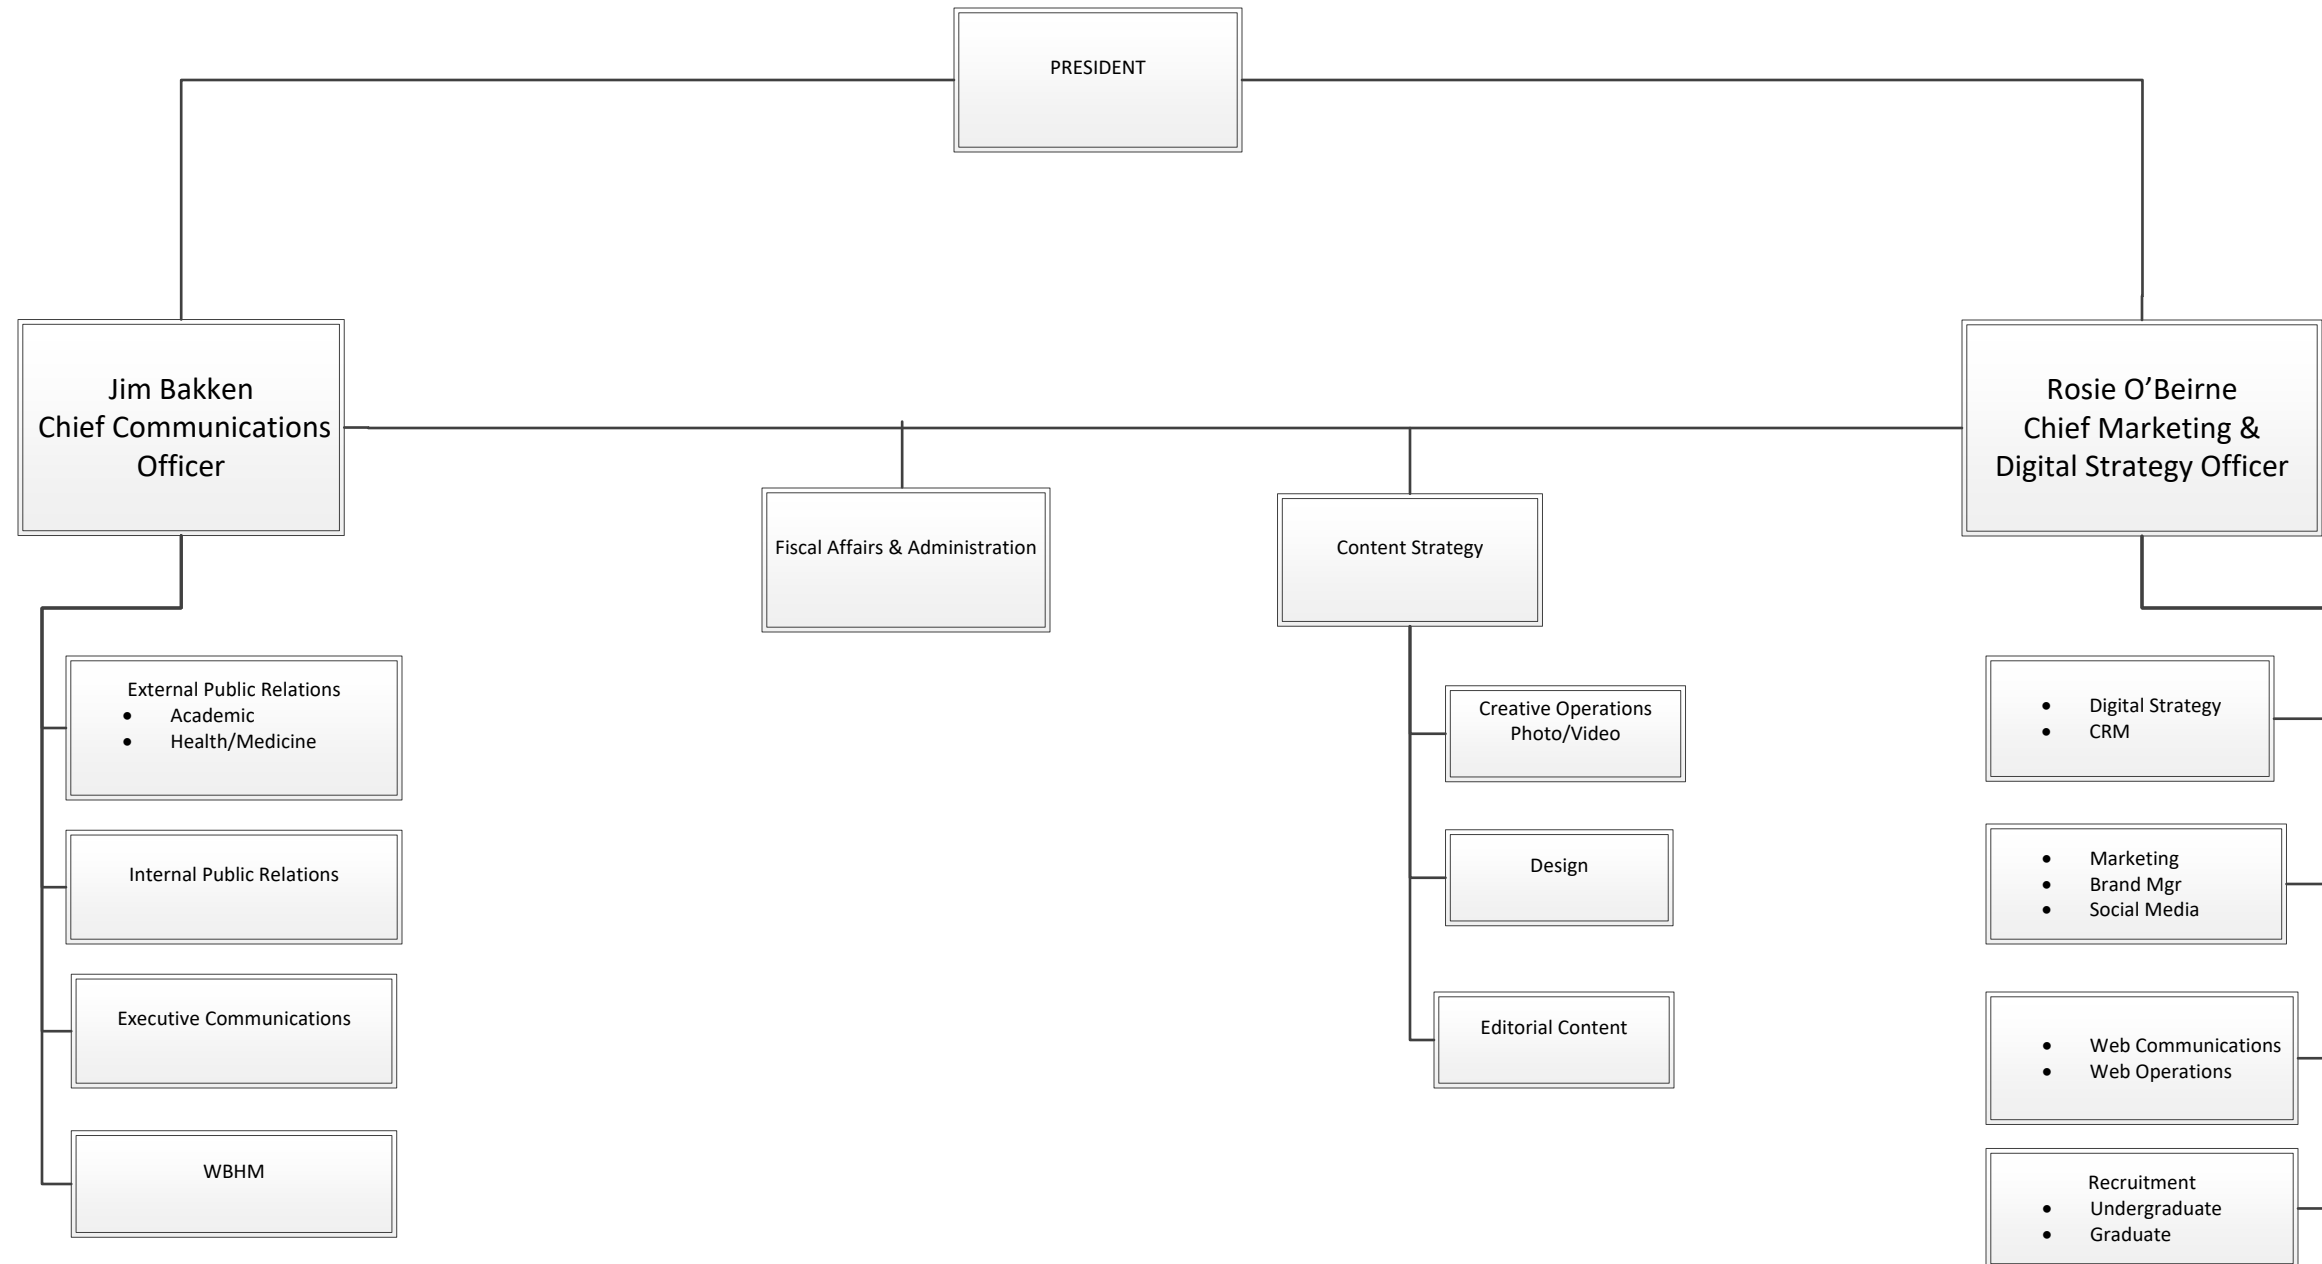 PRESIDENT
Jim Bakken
Chief Communications
Officer
Rosie O’Beirne
Chief Marketing &
Digital Strategy Officer
Fiscal Affairs & Administration
Content Strategy
External Public Relations
• Academic
• Health/Medicine
Internal Public Relations
Executive Communications
WBHM
Creative Operations
Photo/Video
Design
Editorial Content
• Digital Strategy
• CRM
• Marketing
• Brand Mgr
• Social Media
• Web Communications
• Web Operations
Recruitment
• Undergraduate
• Graduate